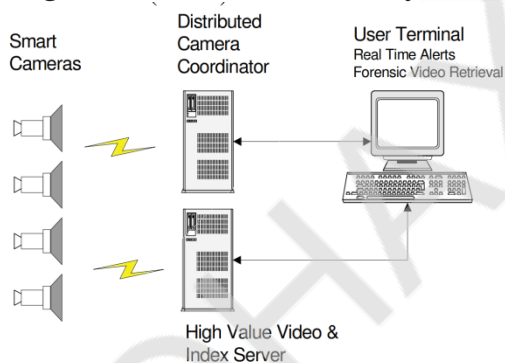 Smart
Cameras
Distributed
Camera
Coordinator
User Terminal
Real Time Alerts
Forensic Video Retrieval
High Value Video &
Index Server